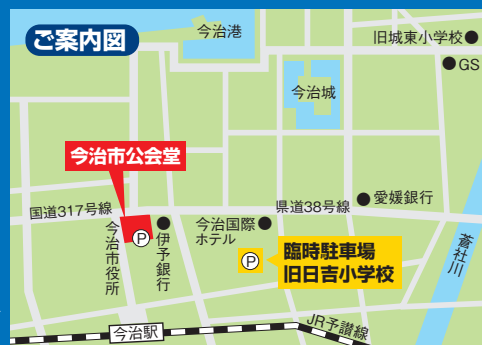 ご案内図
今治港
旧城東小学校
GS
今治城
今治市公会堂
愛媛銀行
国道317号線
県道38号線
今治市役所
P
伊予銀行
今治国際
ホテル
P
臨時駐車場
旧日吉小学校
蒼社川
今治駅
JR予讃線